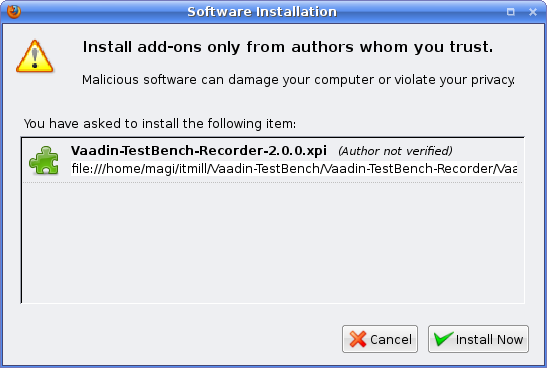 Software Installation
Install add-ons only from authors whom you trust.
Malicious software can damage your computer or violate your privacy.
You have asked to install the following item:
Vaadin-TestBench-Recorder-2.0.0.xpi (Author not verified)
file:///home/magi/itmill/Vaadin-TestBench/Vaadin-TestBench-Recorder/Vaa
Cancel
Install Now